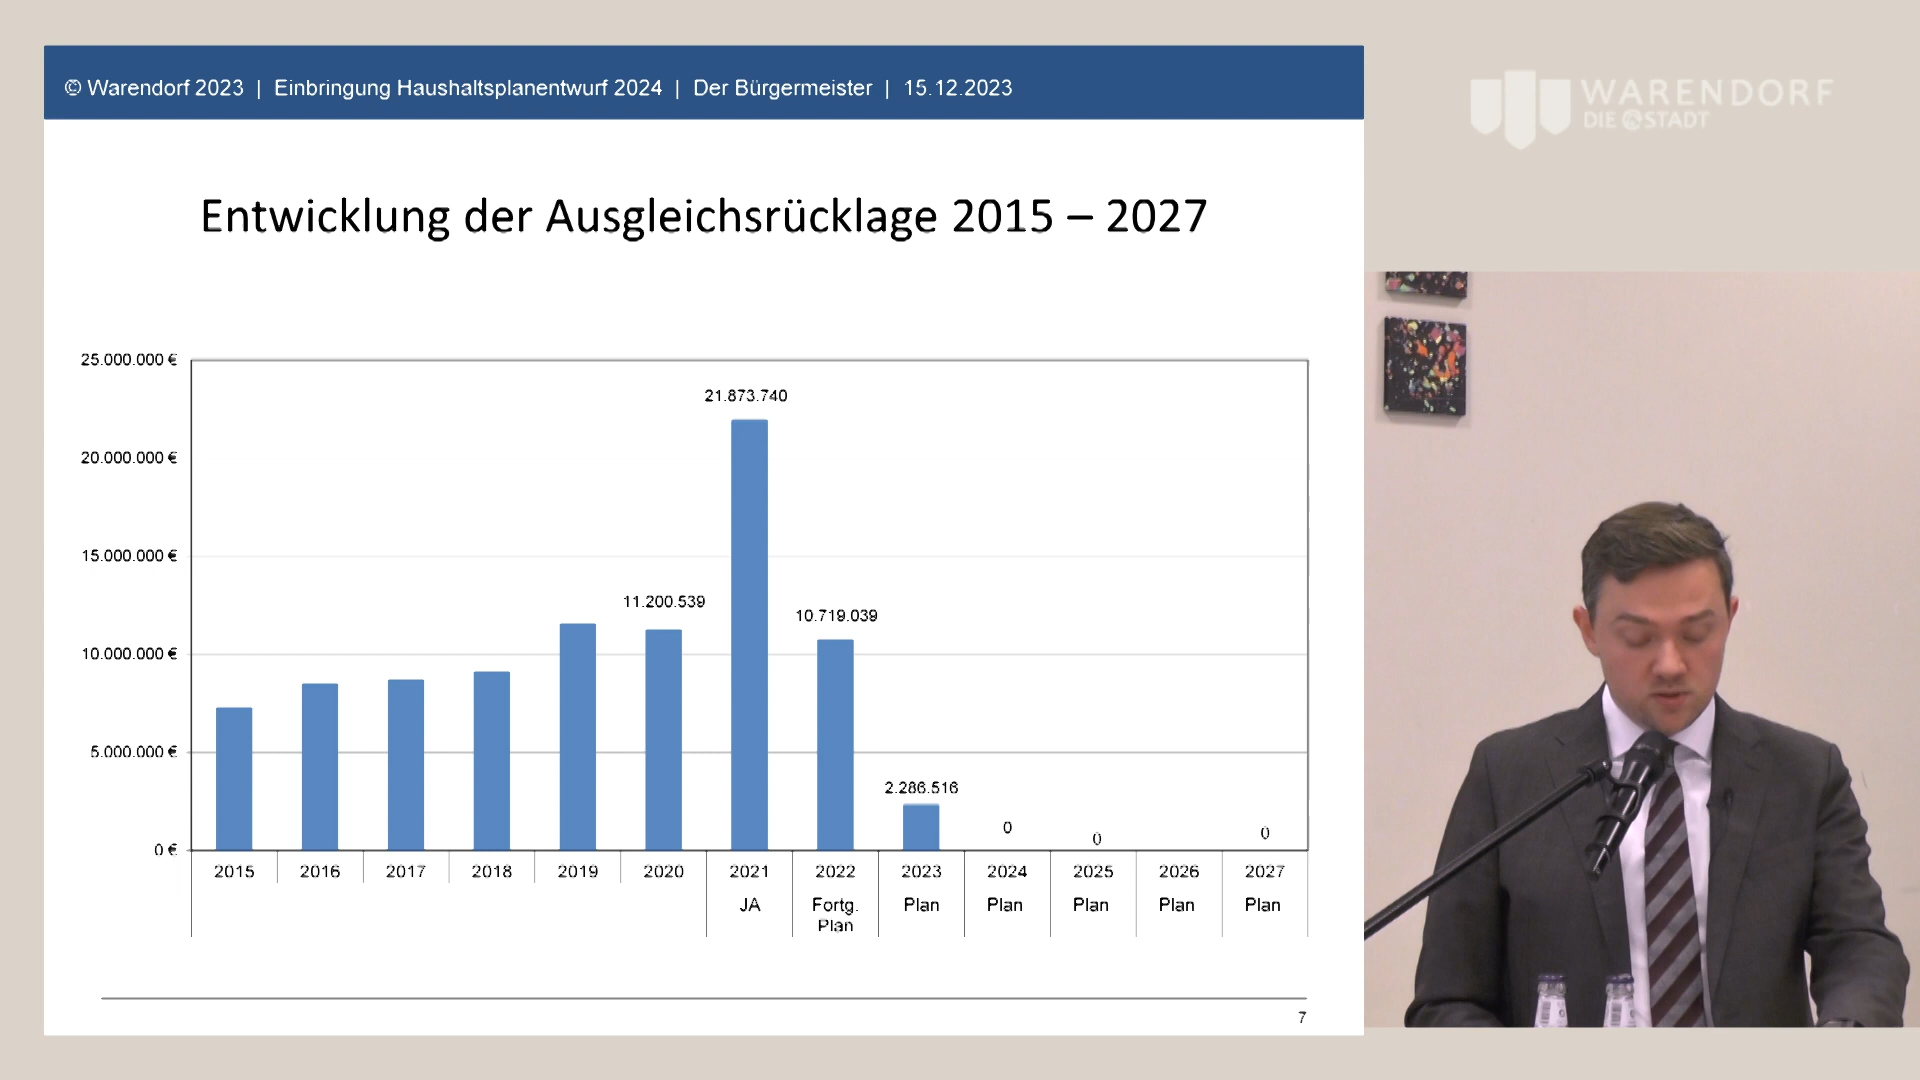 © Warendorf 2023 | Einbringung Haushaltsplanentwurf 2024 | Der Bürgermeister | 15.12.2023
WARENDORF
DIE STADT
Entwicklung der Ausgleichsrücklage 2015 – 2027
25.000.000 €
20.000.000 €
15.000.000 €
10.000.000 €
5.000.000 €
0 €
21.873.740
11.200.539
10.719.039
2.286.516
0
0
0
2015 2016 2017 2018 2019 2020 2021 2022 2023 2024 2025 2026 2027
JA Fortg. Plan Plan Plan Plan Plan
Plan
7